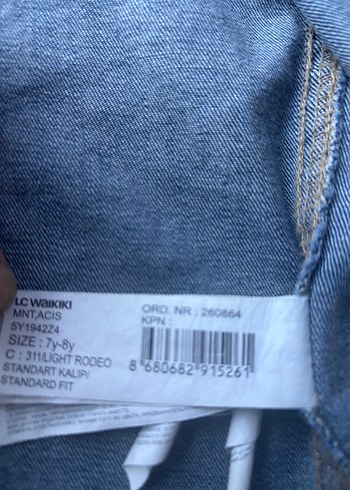 LC WAIKIKI
MNT,ACIS
5Y1942Z4
SIZE : 7y-8y
C : 311/LIGHT RODEO
STANDART KALIP/
STANDARD FIT
ORD. NR : 260864
KPN :
8 680682 915261